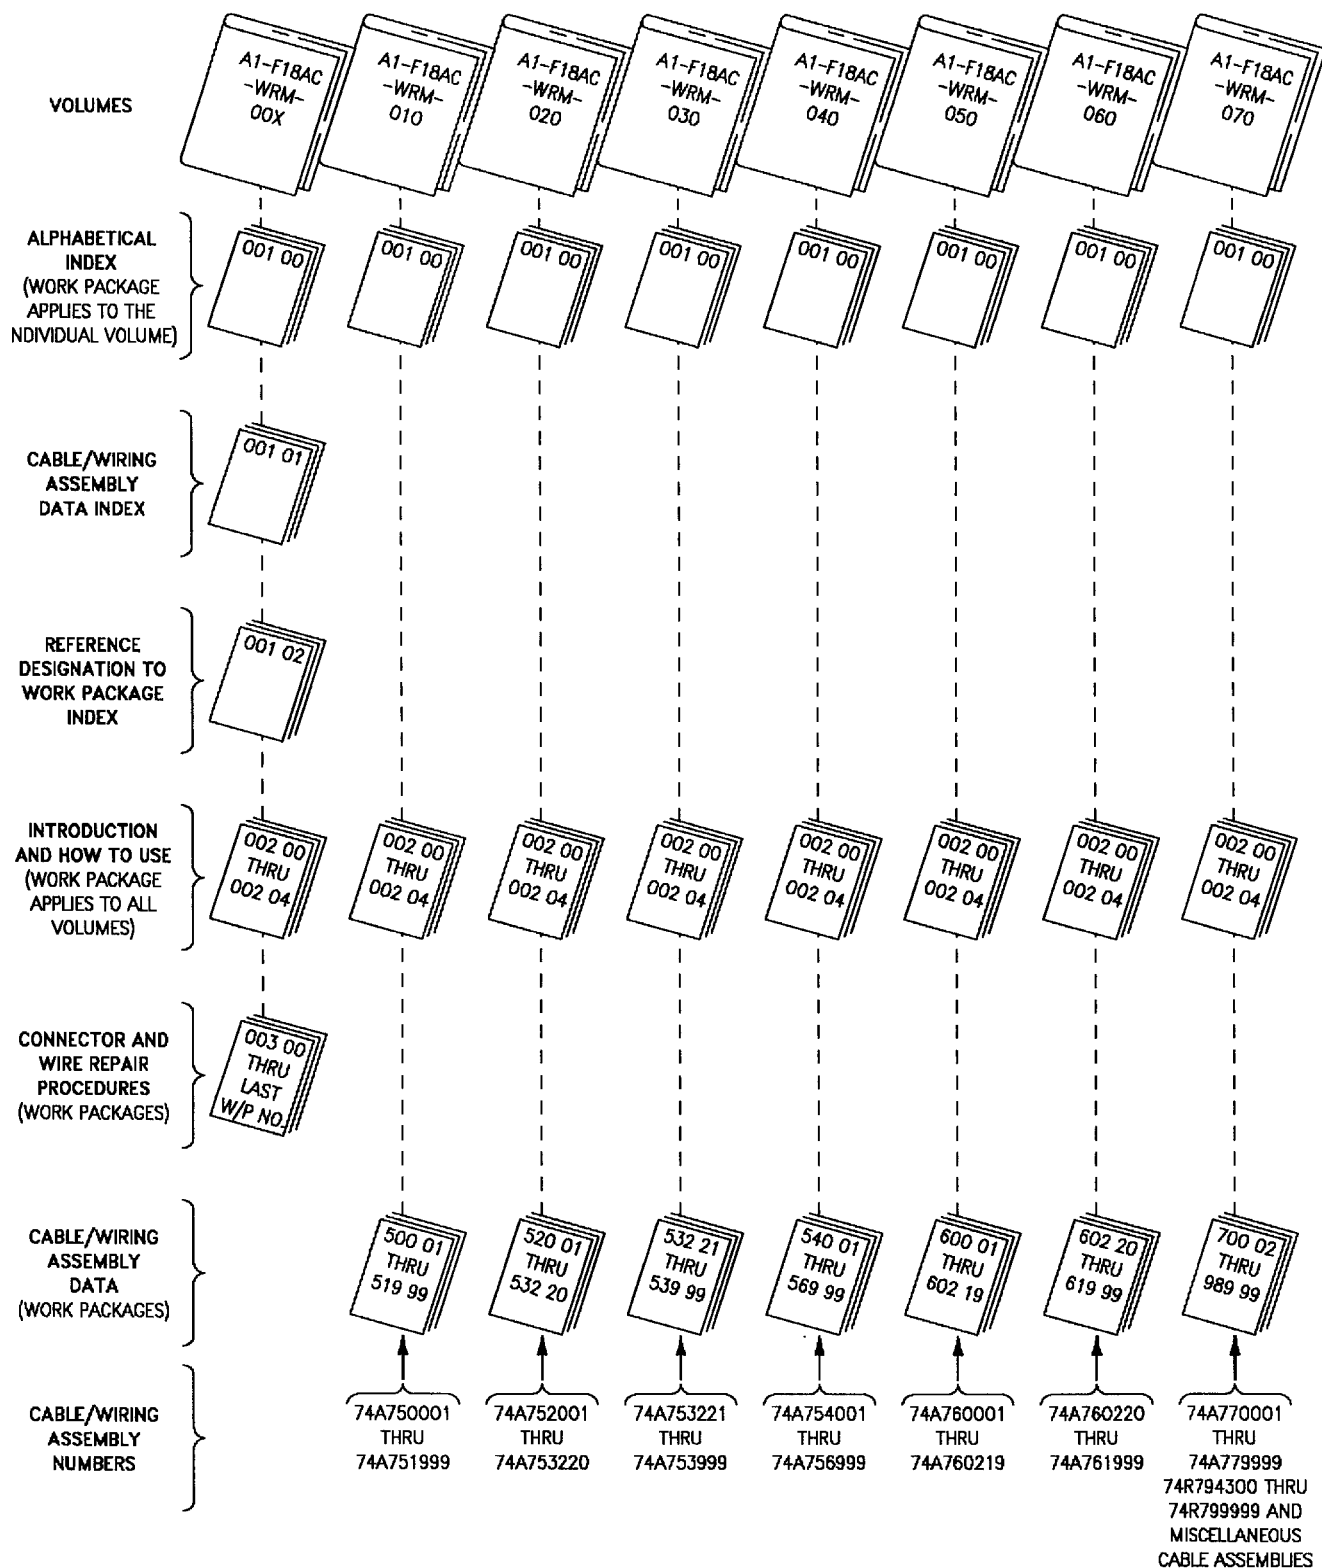 VOLUMES
A1-F18AC
-WRM-
00X
A1-F18AC
-WRM-
010
A1-F18AC
-WRM-
020
A1-F18AC
-WRM-
030
A1-F18AC
-WRM-
040
A1-F18AC
-WRM-
050
A1-F18AC
-WRM-
060
A1-F18AC
-WRM-
070
ALPHABETICAL
INDEX
(WORK PACKAGE
APPLIES TO THE
NDIVIDUAL VOLUME)
001 00
001 00
001 00
001 00
001 00
001 00
001 00
001 00
CABLE/WIRING
ASSEMBLY
DATA INDEX
001 01
REFERENCE
DESIGNATION TO
WORK PACKAGE
INDEX
001 02
INTRODUCTION
AND HOW TO USE
(WORK PACKAGE
APPLIES TO ALL
VOLUMES)
002 00
THRU
002 04
002 00
THRU
002 04
002 00
THRU
002 04
002 00
THRU
002 04
002 00
THRU
002 04
002 00
THRU
002 04
002 00
THRU
002 04
002 00
THRU
002 04
CONNECTOR AND
WIRE REPAIR
PROCEDURES
(WORK PACKAGES)
003 00
THRU
LAST
W/P NO.
CABLE/WIRING
ASSEMBLY
DATA
(WORK PACKAGES)
500 01
THRU
519 99
520 01
THRU
532 20
532 21
THRU
539 99
540 01
THRU
569 99
600 01
THRU
602 19
602 20
THRU
619 99
700 02
THRU
989 99
CABLE/WIRING
ASSEMBLY
NUMBERS
74A750001
THRU
74A751999
74A752001
THRU
74A753220
74A753221
THRU
74A753999
74A754001
THRU
74A756999
74A760001
THRU
74A760219
74A760220
THRU
74A761999
74A770001
THRU
74A779999
74R794300 THRU
74R799999 AND
MISCELLANEOUS
CABLE ASSEMBLIES